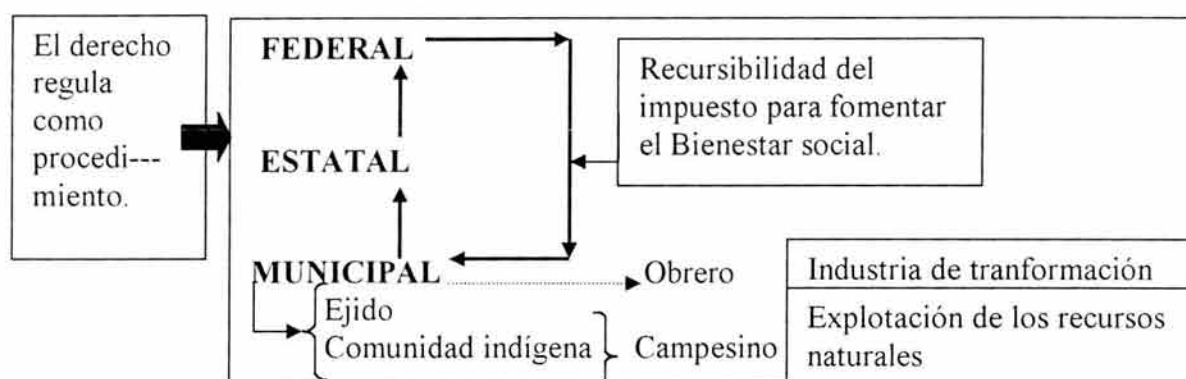 El derecho
regula
como
procedi---
miento.
FEDERAL
ESTATAL
MUNICIPAL
Recursibilidad del
impuesto para fomentar
el Bienestar social.
Obrero
Ejido
Comunidad indígena
Campesino
Industria de tranformación
Explotación de los recursos
naturales